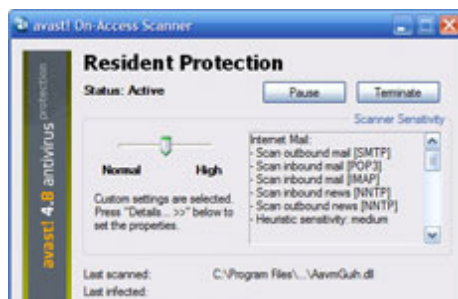 avast! On-Access Scanner
avast! 4.8 antivirus protection
Resident Protection
Status: Active
Pause
Terminate
Scanner Sensitivity
Normal
High
Custom settings are selected.
Press "Details... >>" below to
set the properties.
Internet Mail:
- Scan outbound mail [SMTP]
- Scan inbound mail [POP3]
- Scan inbound mail [IMAP]
- Scan inbound news [NNTP]
- Scan outbound news [NNTP]
- Heuristic sensitivity: medium
Last scanned:
C:\Program Files\...\AavmGuih.dll
Last infected: